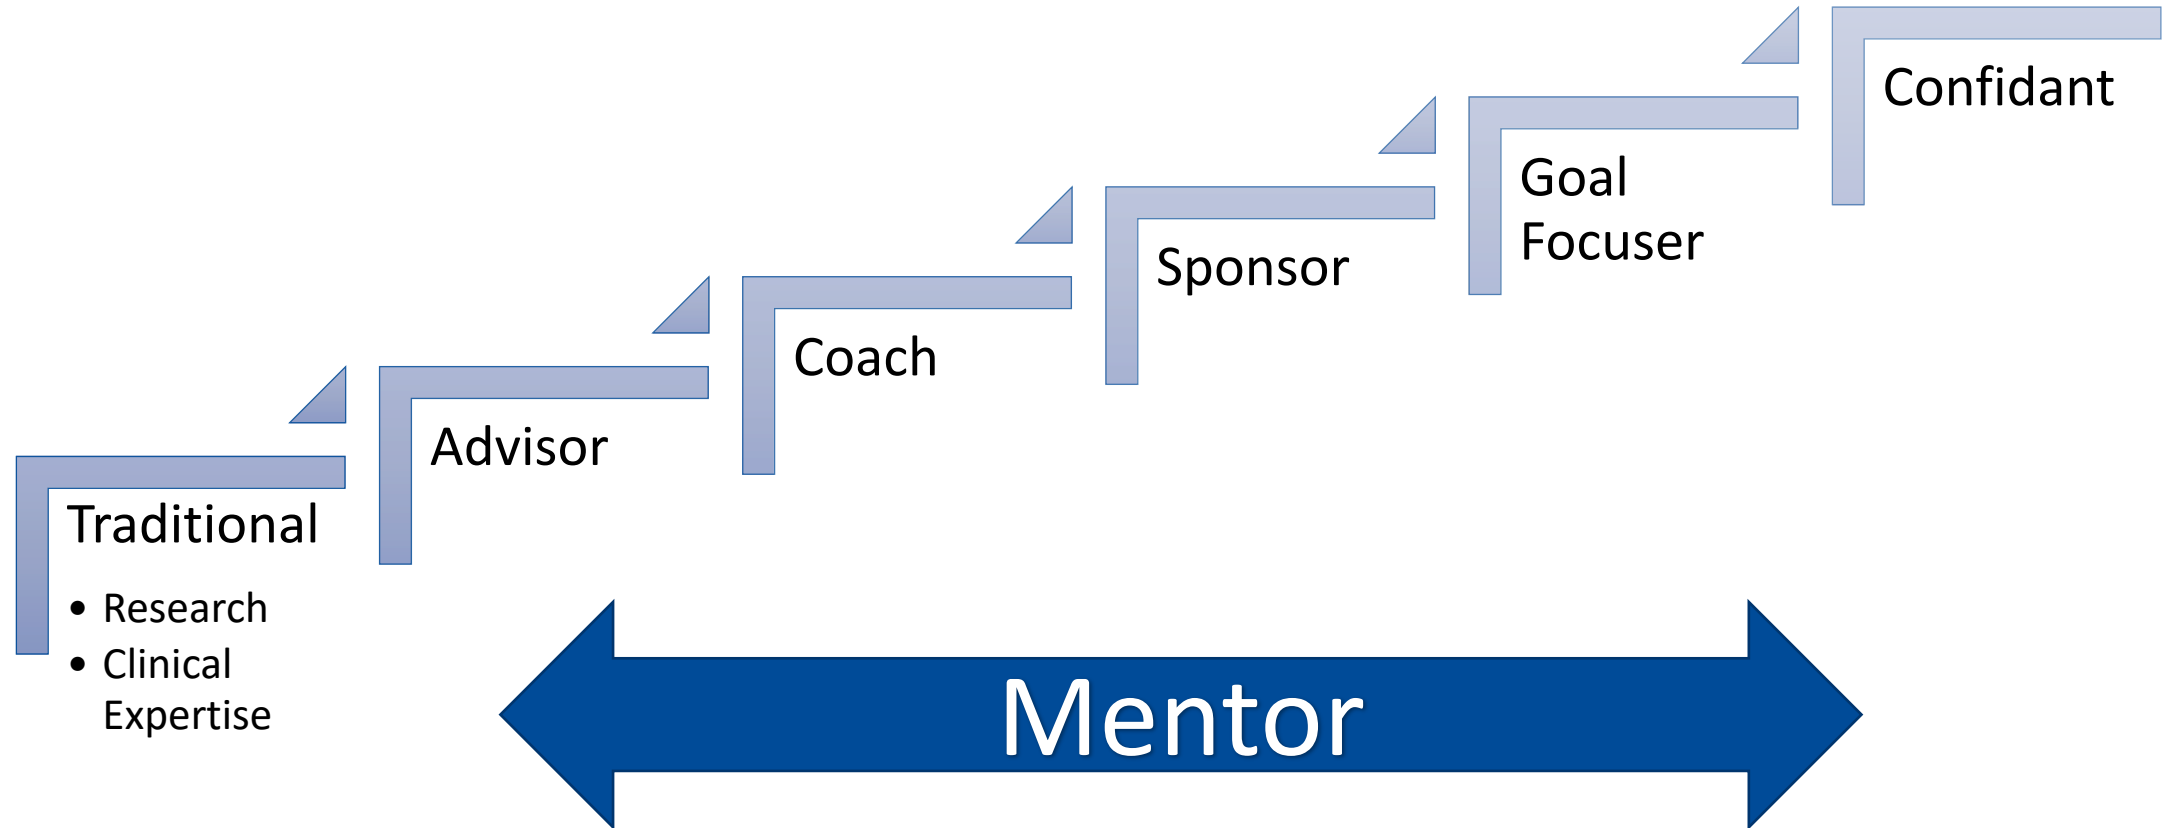 Traditional
• Research
• Clinical
Expertise
Advisor
Coach
Sponsor
Goal
Focuser
Confidant
Mentor